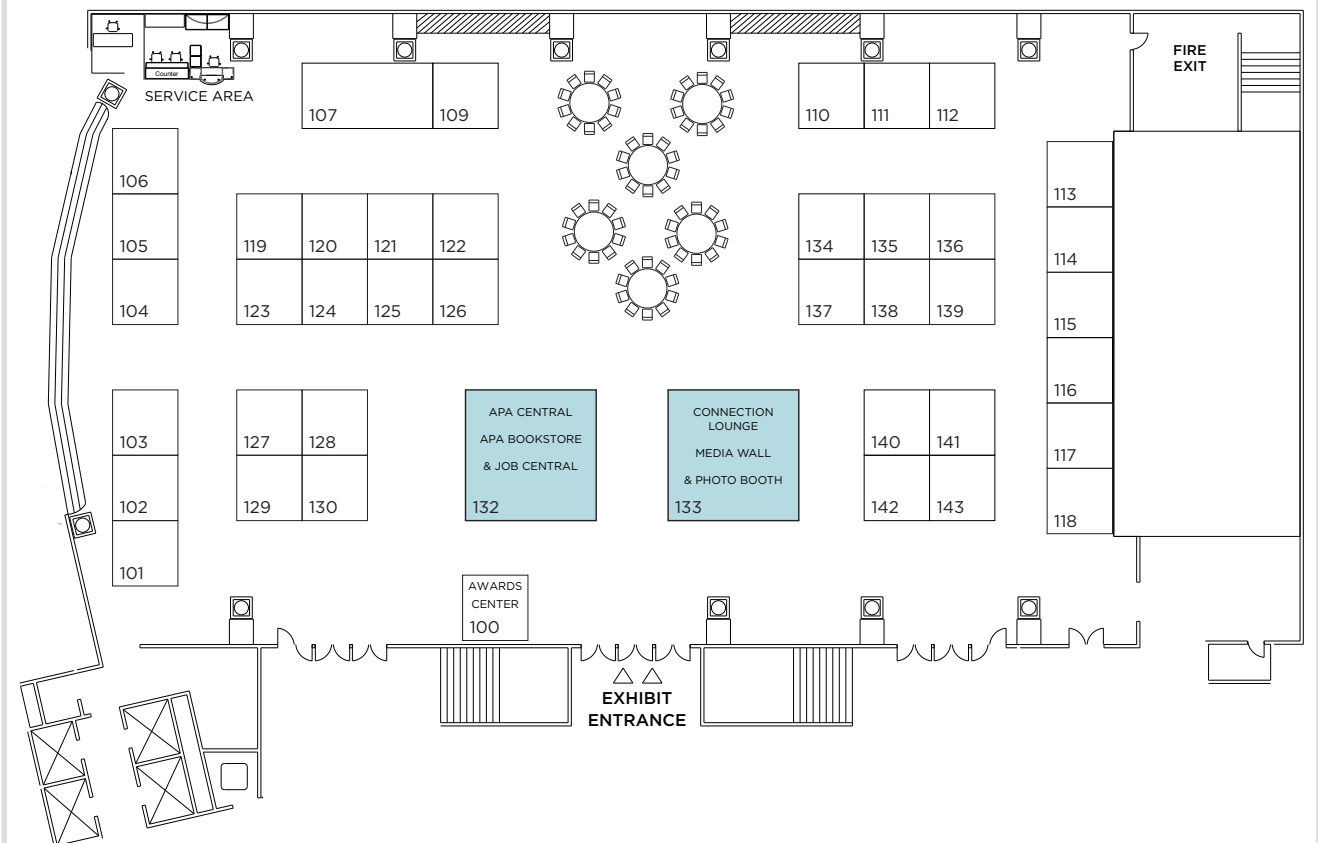 FIRE
EXIT
Counter
SERVICE AREA
107
109
110
111
112
106
113
105
119
120
121
122
134
135
136
114
104
123
124
125
126
137
138
139
115
116
APA CENTRAL
APA BOOKSTORE
& JOB CENTRAL
132
CONNECTION
LOUNGE
MEDIA WALL
& PHOTO BOOTH
133
103
127
128
140
141
117
102
129
130
142
143
118
101
AWARDS
CENTER
100
EXHIBIT
ENTRANCE